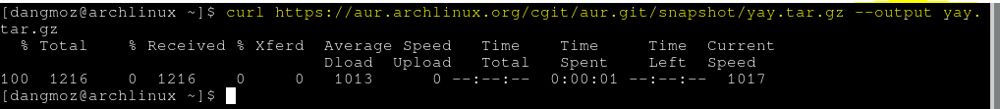 [dangmoz@archlinux ~]$ curl https://aur.archlinux.org/cgit/aur.git/snapshot/yay.tar.gz --output yay.
tar.gz
  % Total    % Received % Xferd  Average Speed   Time    Time     Time  Current
                                 Dload  Upload   Total   Spent    Left  Speed
100  1216    0  1216    0     0   1013      0 --:--:--  0:00:01 --:--:--  1017
[dangmoz@archlinux ~]$